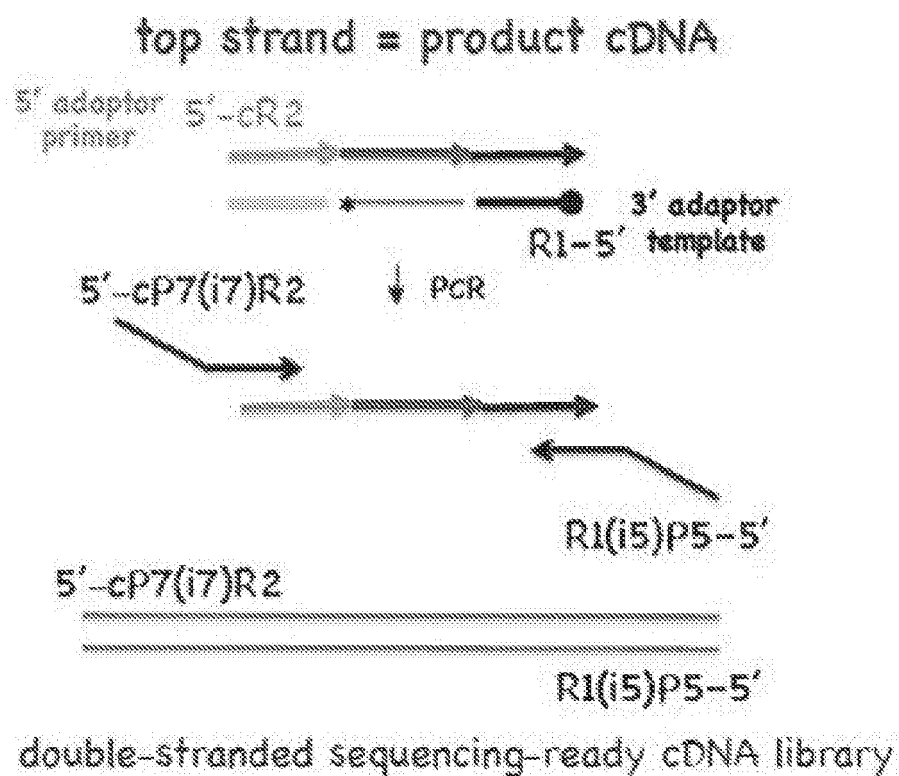 top strand = product cDNA
5′ adaptor
primer
5′-cR2
3′ adaptor
template
R1-5′
5′-cP7(i7)R2
PCR
R1(i5)P5-5′
5′-cP7(i7)R2
R1(i5)P5-5′
double-stranded sequencing-ready cDNA library